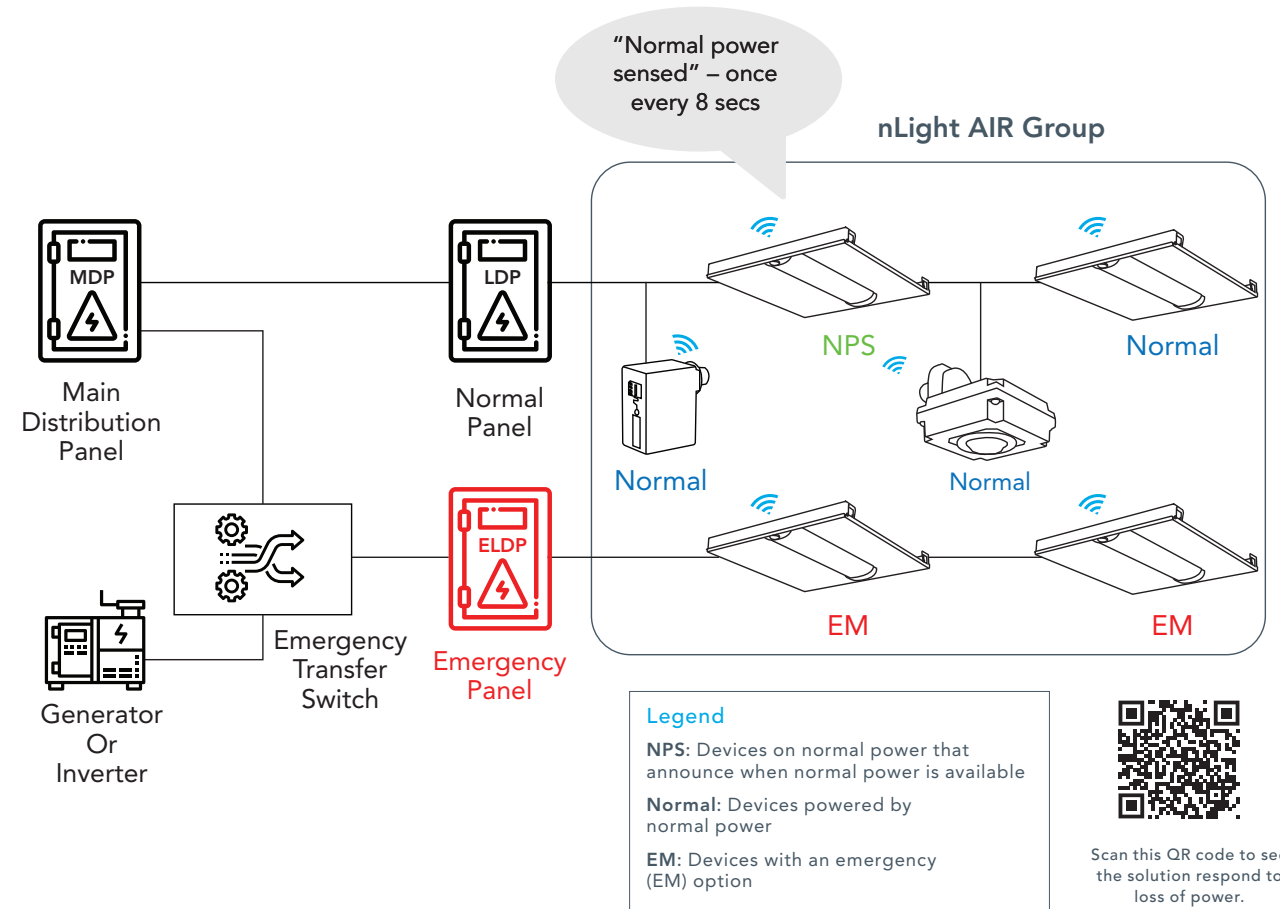 "Normal power
sensed" – once
every 8 secs
nLight AIR Group
MDP
LDP
NPS
Normal
Main
Distribution
Panel
Normal
Panel
Normal
Normal
ELDP
EM
EM
Emergency
Transfer
Switch
Emergency
Panel
Generator
Or
Inverter
Legend
NPS: Devices on normal power that
announce when normal power is available
Normal: Devices powered by
normal power
EM: Devices with an emergency
(EM) option
Scan this QR code to see
the solution respond to
loss of power.